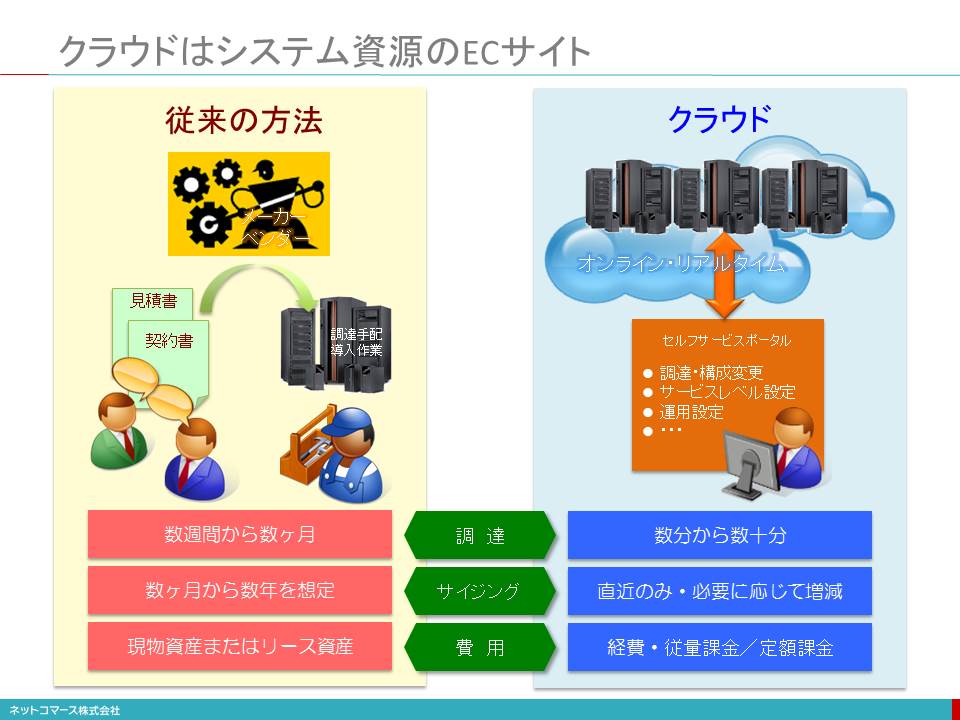 クラウドはシステム資源のECサイト
従来の方法
メーカー
ベンダー
見積書
契約書
調達手配
導入作業
クラウド
オンライン・リアルタイム
セルフサービスポータル
● 調達・構成変更
● サービスレベル設定
● 運用設定
● ・・・
数週間から数ヶ月
調 達
数分から数十分
数ヶ月から数年を想定
サイジング
直近のみ・必要に応じて増減
現物資産またはリース資産
費 用
経費・従量課金／定額課金
ネットコマース株式会社